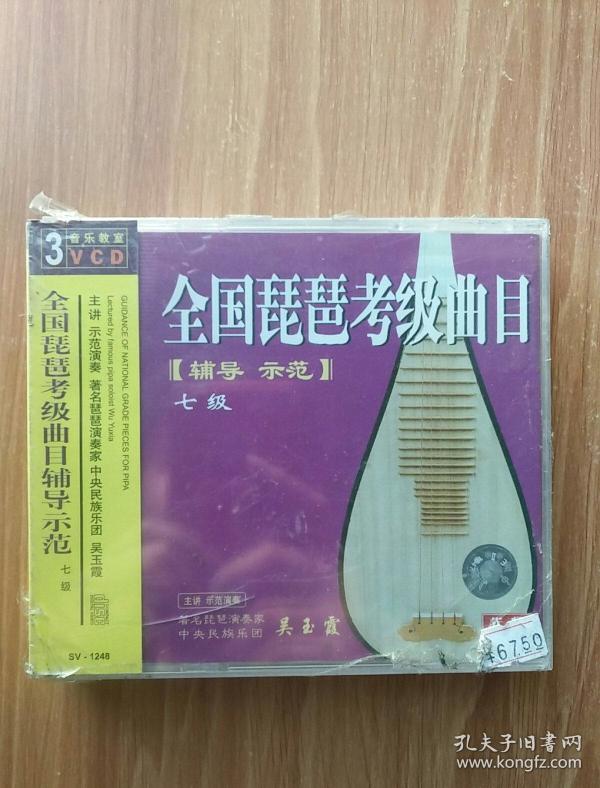 3
音乐教室
VCD
全国琵琶考级曲目辅导示范
七级
主讲 示范演奏 著名琵琶演奏家 中央民族乐团 吴玉霞
GUIDANCE OF NATIONAL GRADE PIECES FOR PIPA
Lectured by famous pipa soloist Wu Yuxia
SV - 1248
全国琵琶考级曲目
【辅导 示范】
七级
主讲 示范演奏
著名琵琶演奏家
中央民族乐团
吴玉霞
¥67.50
孔夫子旧书网
www.kongfz.com